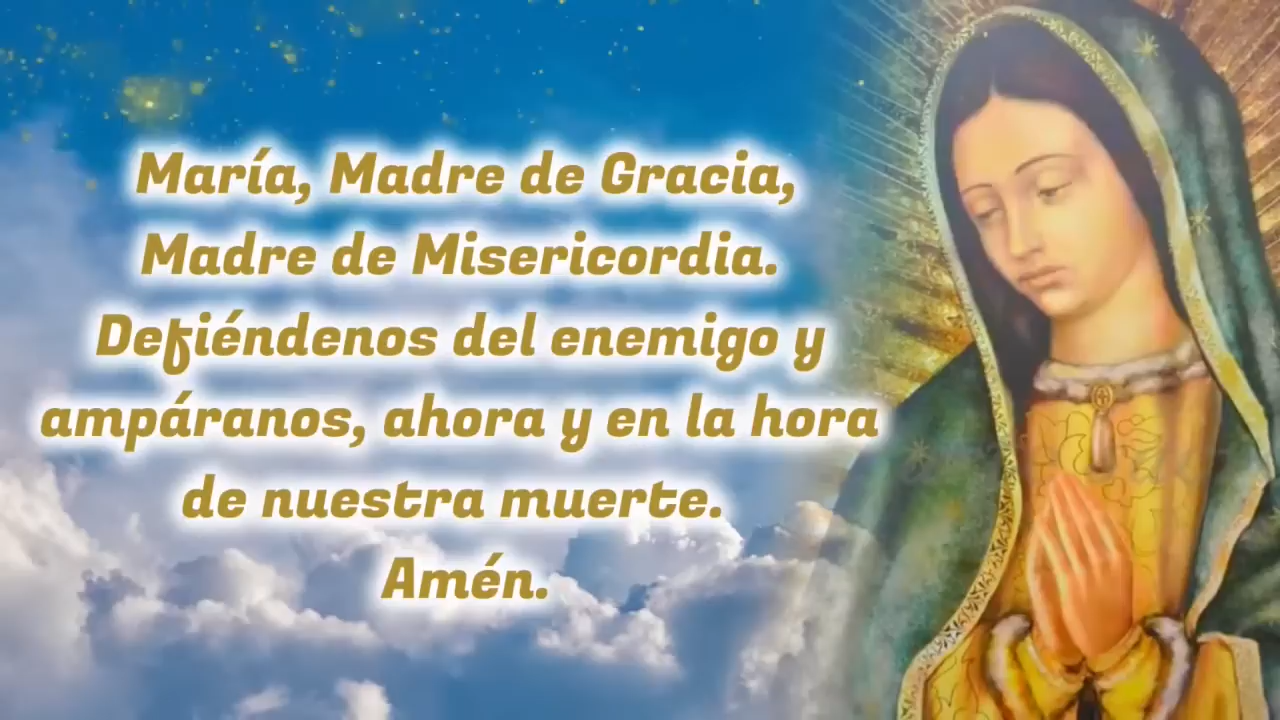 María, Madre de Gracia,
Madre de Misericordia.
Defiéndenos del enemigo y
ampáranos, ahora y en la hora
de nuestra muerte.
Amén.